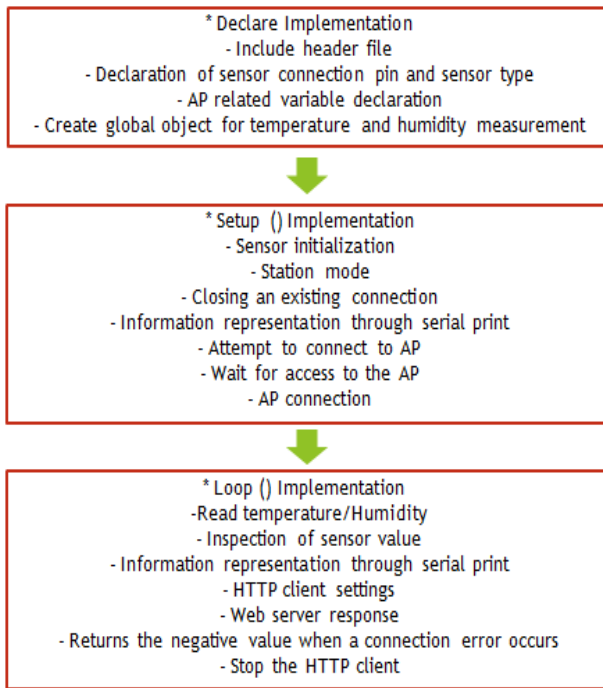 * Declare Implementation
- Include header file
- Declaration of sensor connection pin and sensor type
- AP related variable declaration
- Create global object for temperature and humidity measurement
* Setup () Implementation
- Sensor initialization
- Station mode
- Closing an existing connection
- Information representation through serial print
- Attempt to connect to AP
- Wait for access to the AP
- AP connection
* Loop () Implementation
-Read temperature/Humidity
- Inspection of sensor value
- Information representation through serial print
- HTTP client settings
- Web server response
- Returns the negative value when a connection error occurs
- Stop the HTTP client